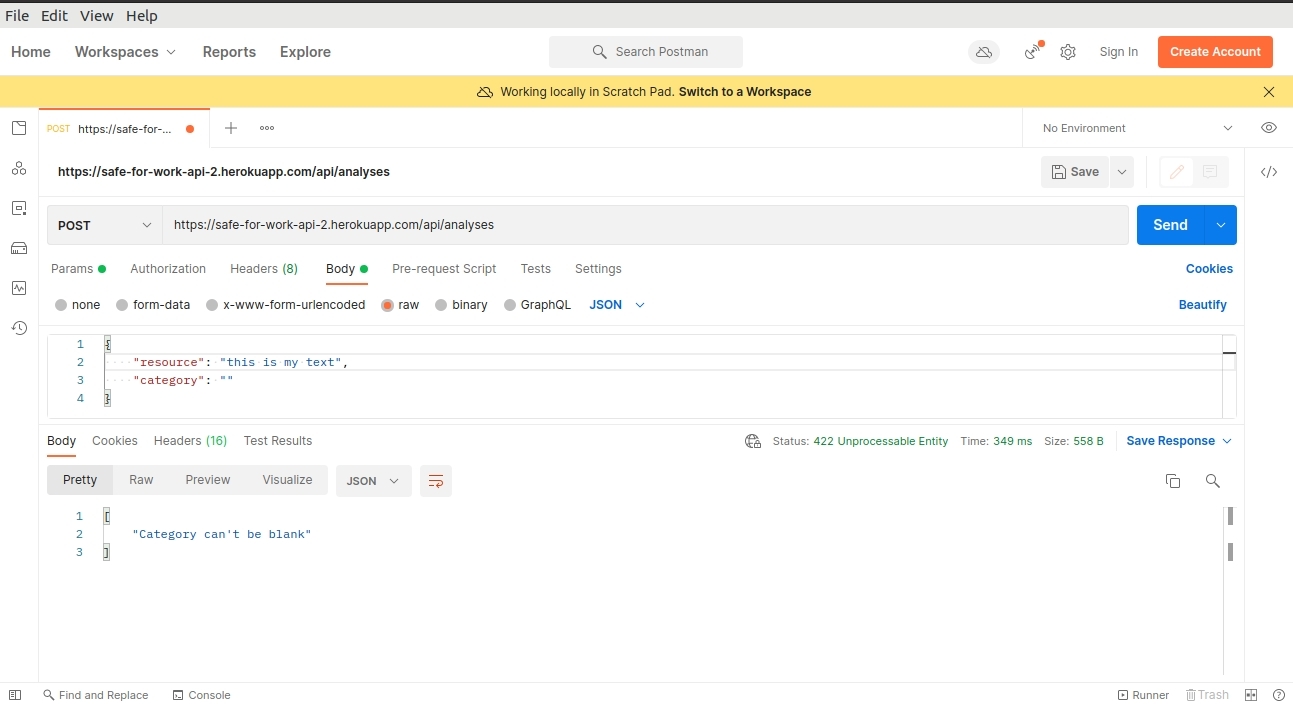 File Edit View Help
Home Workspaces Reports Explore Search Postman Sign In Create Account
Working locally in Scratch Pad. Switch to a Workspace
POST https://safe-for-... No Environment
https://safe-for-work-api-2.herokuapp.com/api/analyses Save
POST https://safe-for-work-api-2.herokuapp.com/api/analyses Send
Params Authorization Headers (8) Body Pre-request Script Tests Settings Cookies
none form-data x-www-form-urlencoded raw binary GraphQL JSON Beautify
1 {
2 "resource": "this is my text",
3 "category": ""
4 }
Body Cookies Headers (16) Test Results Status: 422 Unprocessable Entity Time: 349 ms Size: 558 B Save Response
Pretty Raw Preview Visualize JSON
1 [
2 "Category can't be blank"
3 ]
Find and Replace Console Runner Trash